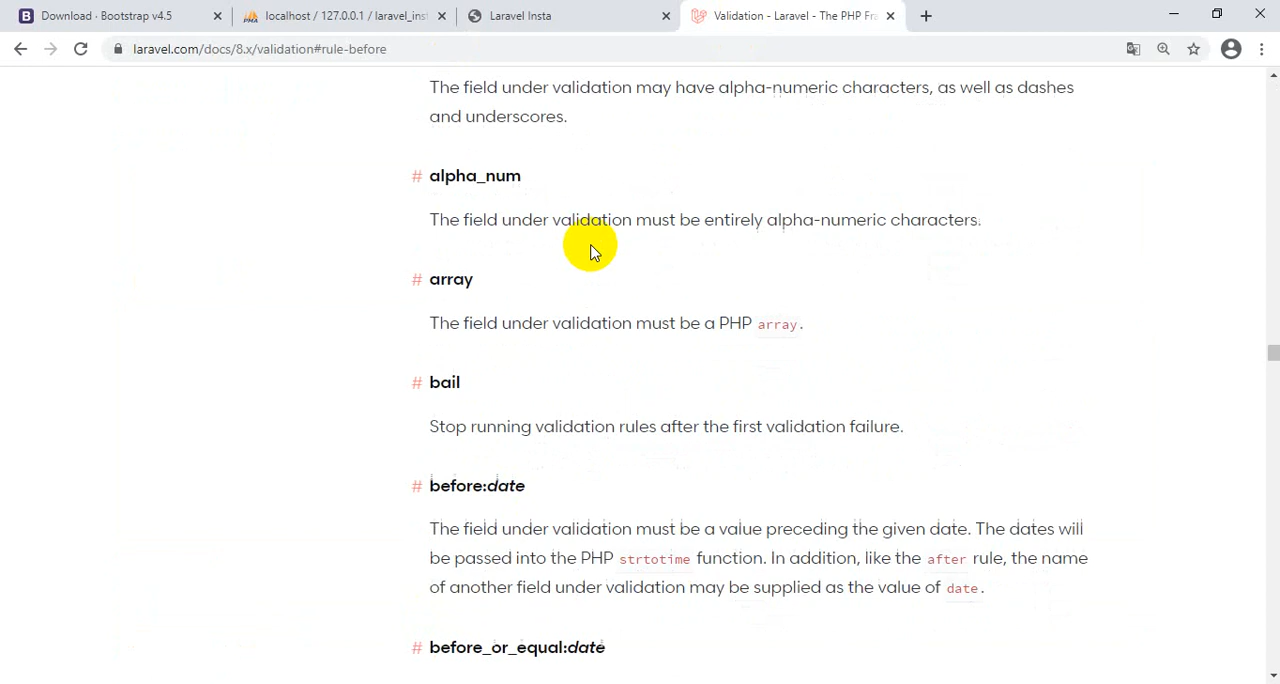 Download · Bootstrap v4.5
localhost / 127.0.0.1 / laravel_inst
Laravel Insta
Validation - Laravel - The PHP Fra
laravel.com/docs/8.x/validation#rule-before
The field under validation may have alpha-numeric characters, as well as dashes
and underscores.
# alpha_num
The field under validation must be entirely alpha-numeric characters.
# array
The field under validation must be a PHP array.
# bail
Stop running validation rules after the first validation failure.
# before:date
The field under validation must be a value preceding the given date. The dates will
be passed into the PHP strtotime function. In addition, like the after rule, the name
of another field under validation may be supplied as the value of date.
# before_or_equal:date